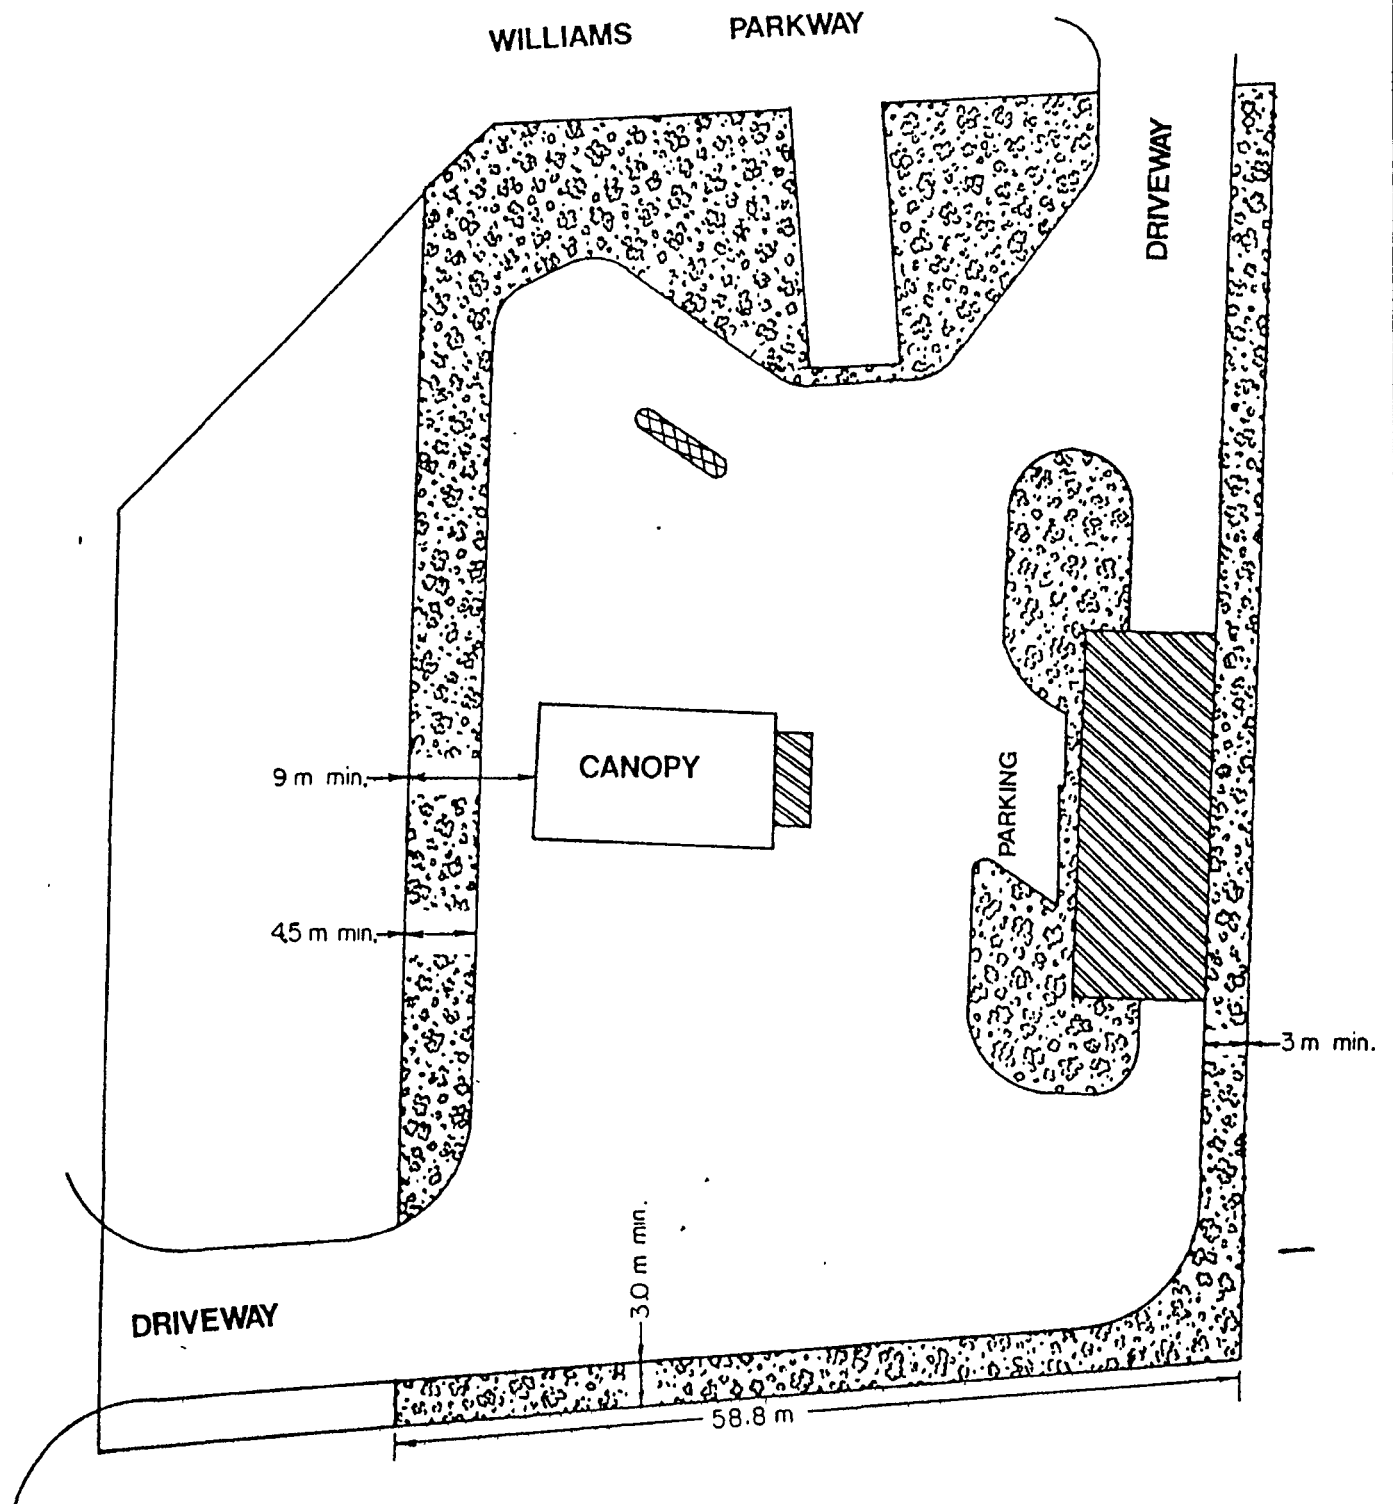 WILLIAMS PARKWAY
DRIVEWAY
CANOPY
9 m min.
PARKING
4.5 m min.
3 m min.
3.0 m min.
DRIVEWAY
58.8 m